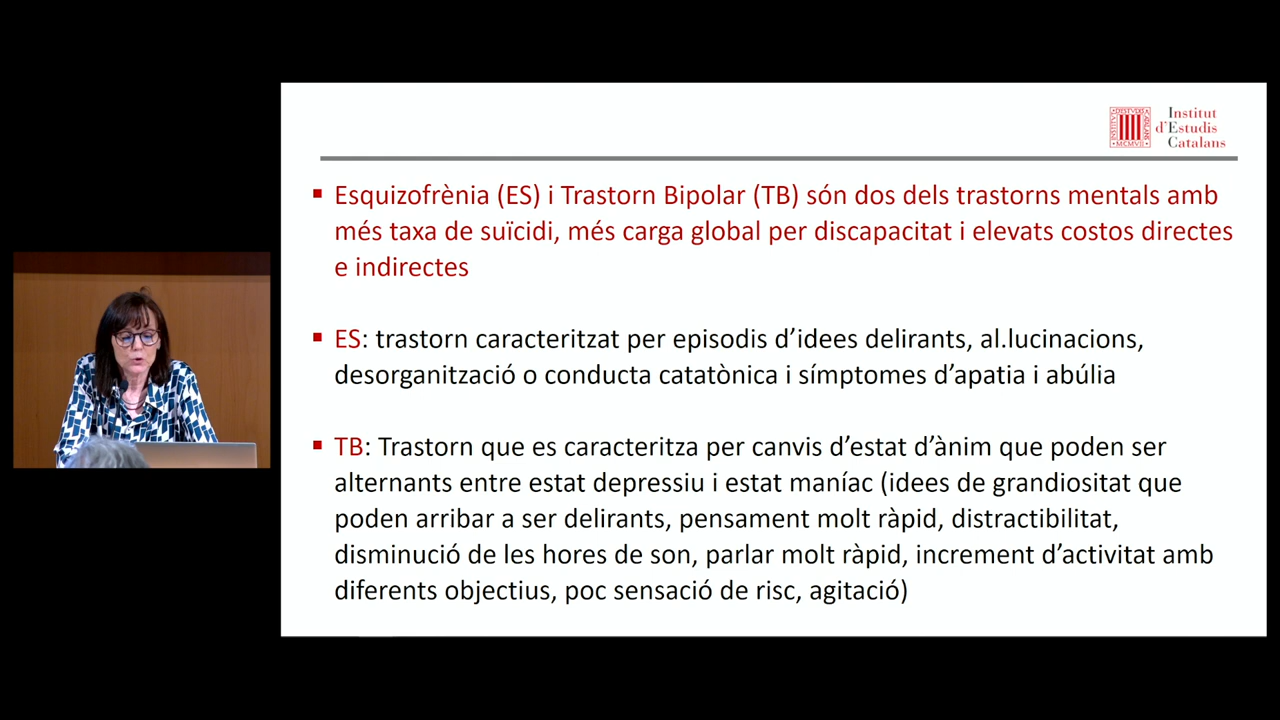 Institut
d'Estudis
Catalans
Esquizofrènia (ES) i Trastorn Bipolar (TB) són dos dels trastorns mentals amb
més taxa de suïcidi, més carga global per discapacitat i elevats costos directes
e indirectes
ES: trastorn caracteritzat per episodis d’idees delirants, al.lucinacions,
desorganització o conducta catatònica i símptomes d’apatia i abúlia
TB: Trastorn que es caracteritza per canvis d’estat d’ànim que poden ser
alternants entre estat depressiu i estat maníac (idees de grandiositat que
poden arribar a ser delirants, pensament molt ràpid, distractibilitat,
disminució de les hores de son, parlar molt ràpid, increment d’activitat amb
diferents objectius, poc sensació de risc, agitació)